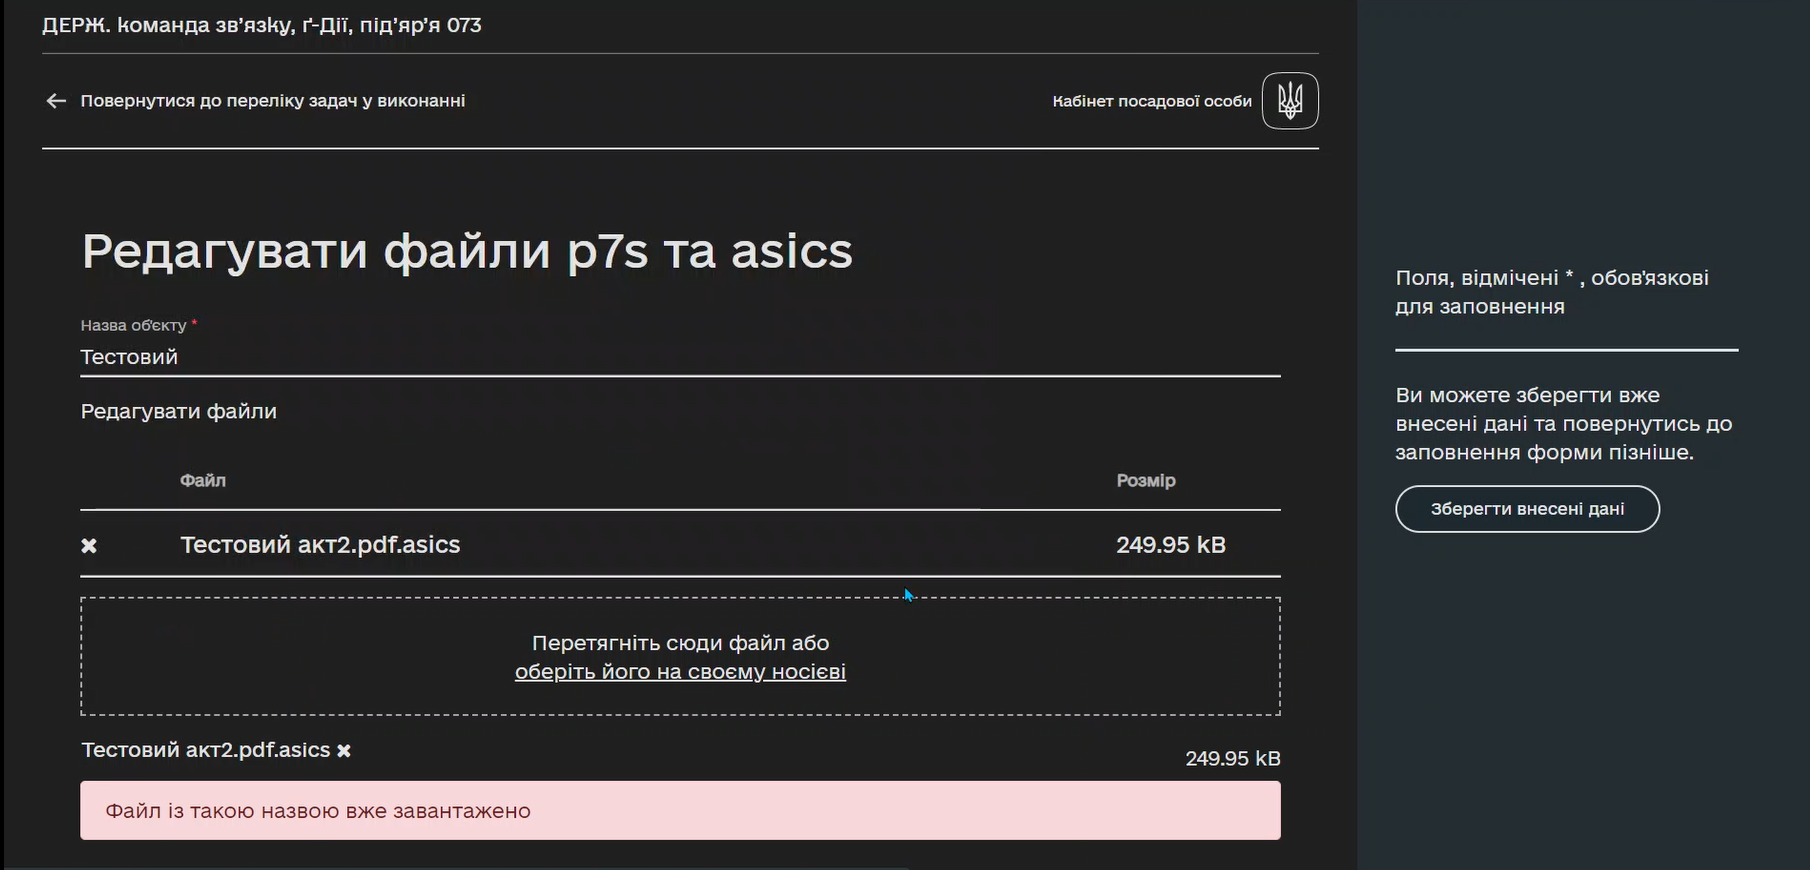 ДЕРЖ. команда зв’язку, ґ-Дії, під’яр’я 073
Повернутися до переліку задач у виконанні
Кабінет посадової особи
Редагувати файли p7s та asics
Назва об'єкту *
Тестовий
Редагувати файли
Файл Розмір
Тестовий акт2.pdf.asics 249.95 kB
Перетягніть сюди файл або
оберіть його на своєму носієві
Тестовий акт2.pdf.asics
249.95 kB
Файл із такою назвою вже завантажено
Поля, відмічені * , обов'язкові
для заповнення
Ви можете зберегти вже
внесені дані та повернутись до
заповнення форми пізніше.
Зберегти внесені дані